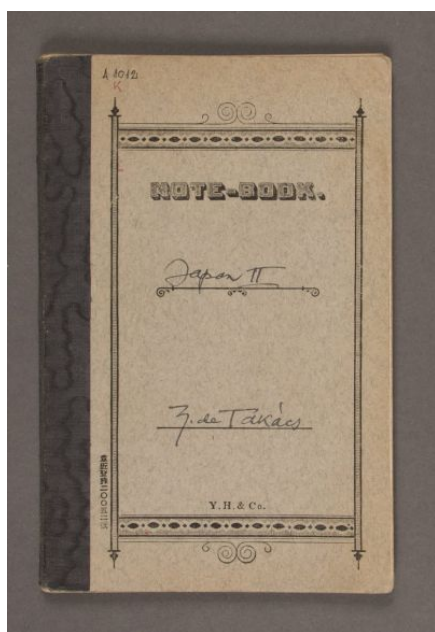 A 1012
K
NOTE-BOOK.
Japan II
Z. de Takács
Y. H. & Co.